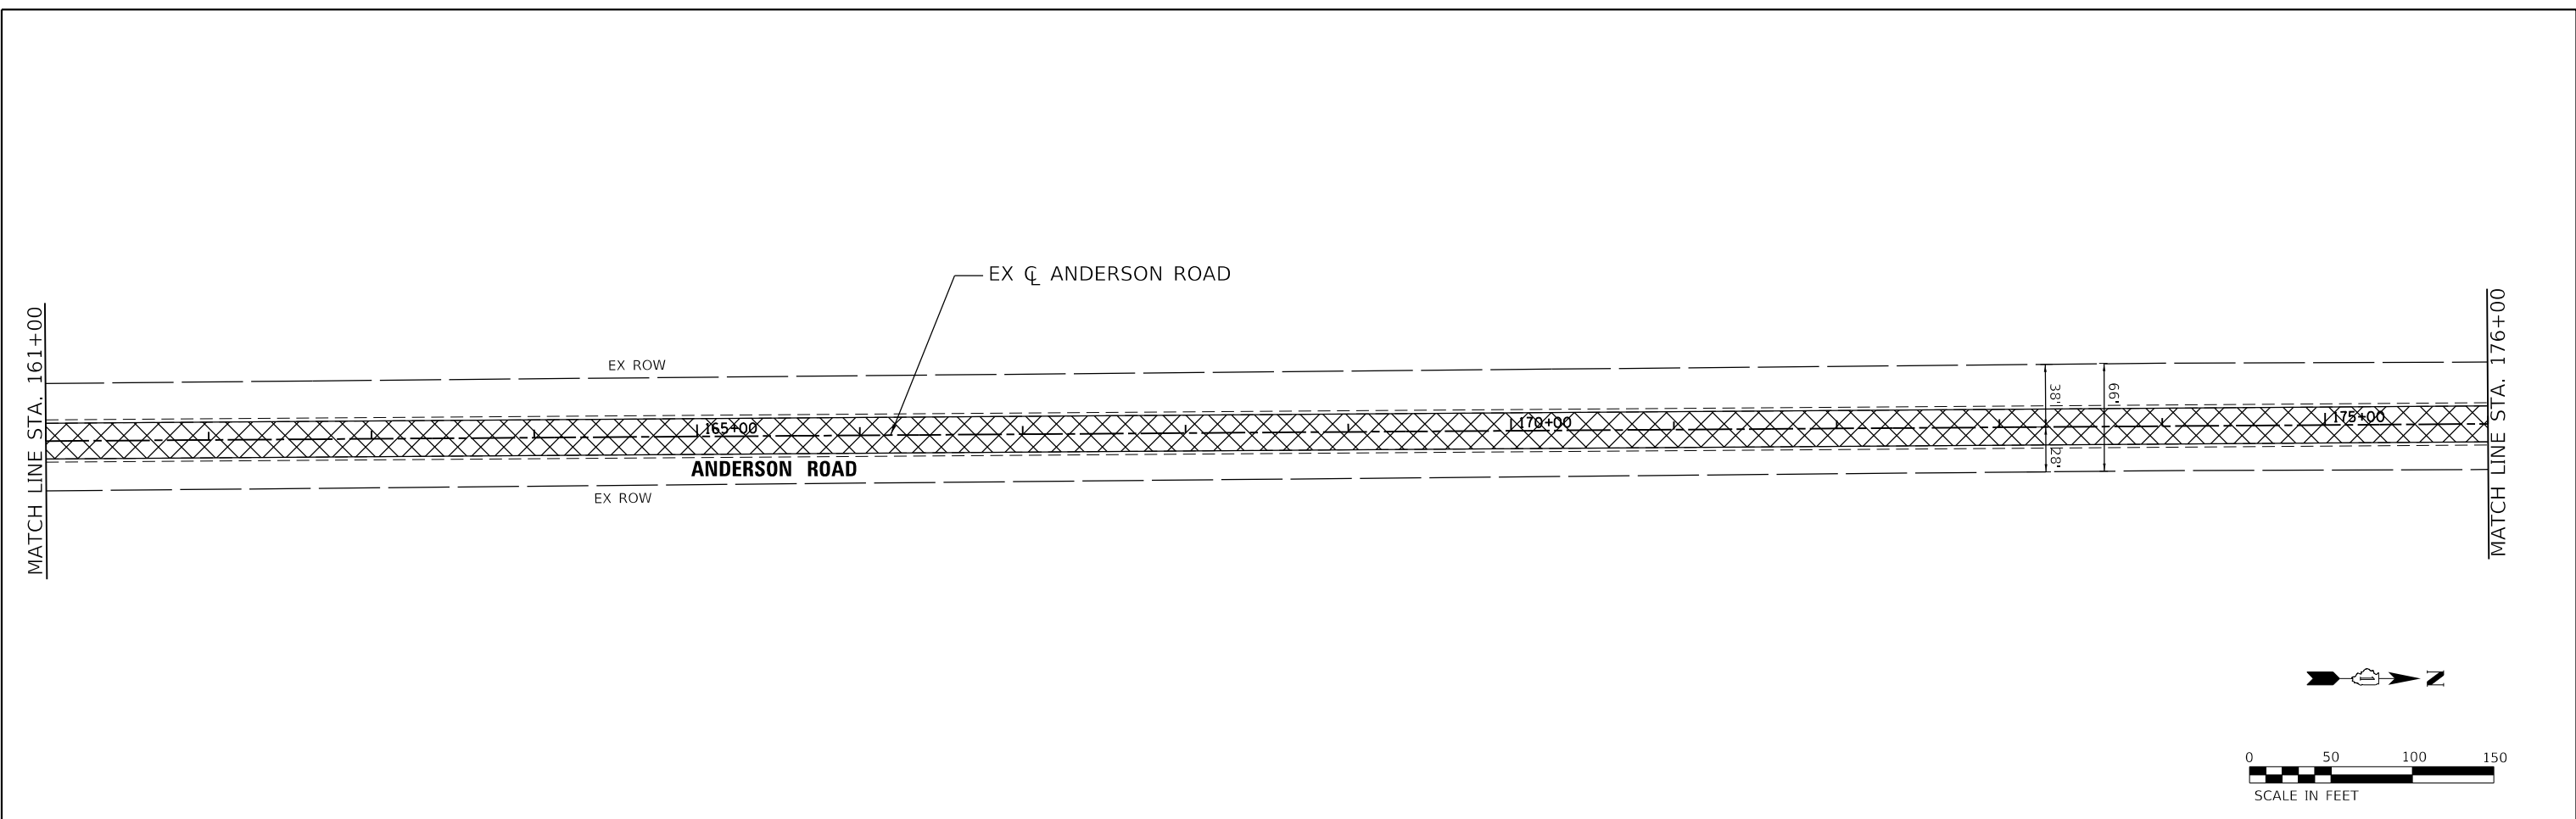 EX ℄ ANDERSON ROAD
MATCH LINE STA. 161+00
MATCH LINE STA. 176+00
EX ROW
38'
66'
165+00
170+00
175+00
28'
ANDERSON ROAD
EX ROW
N
0 50 100 150
SCALE IN FEET